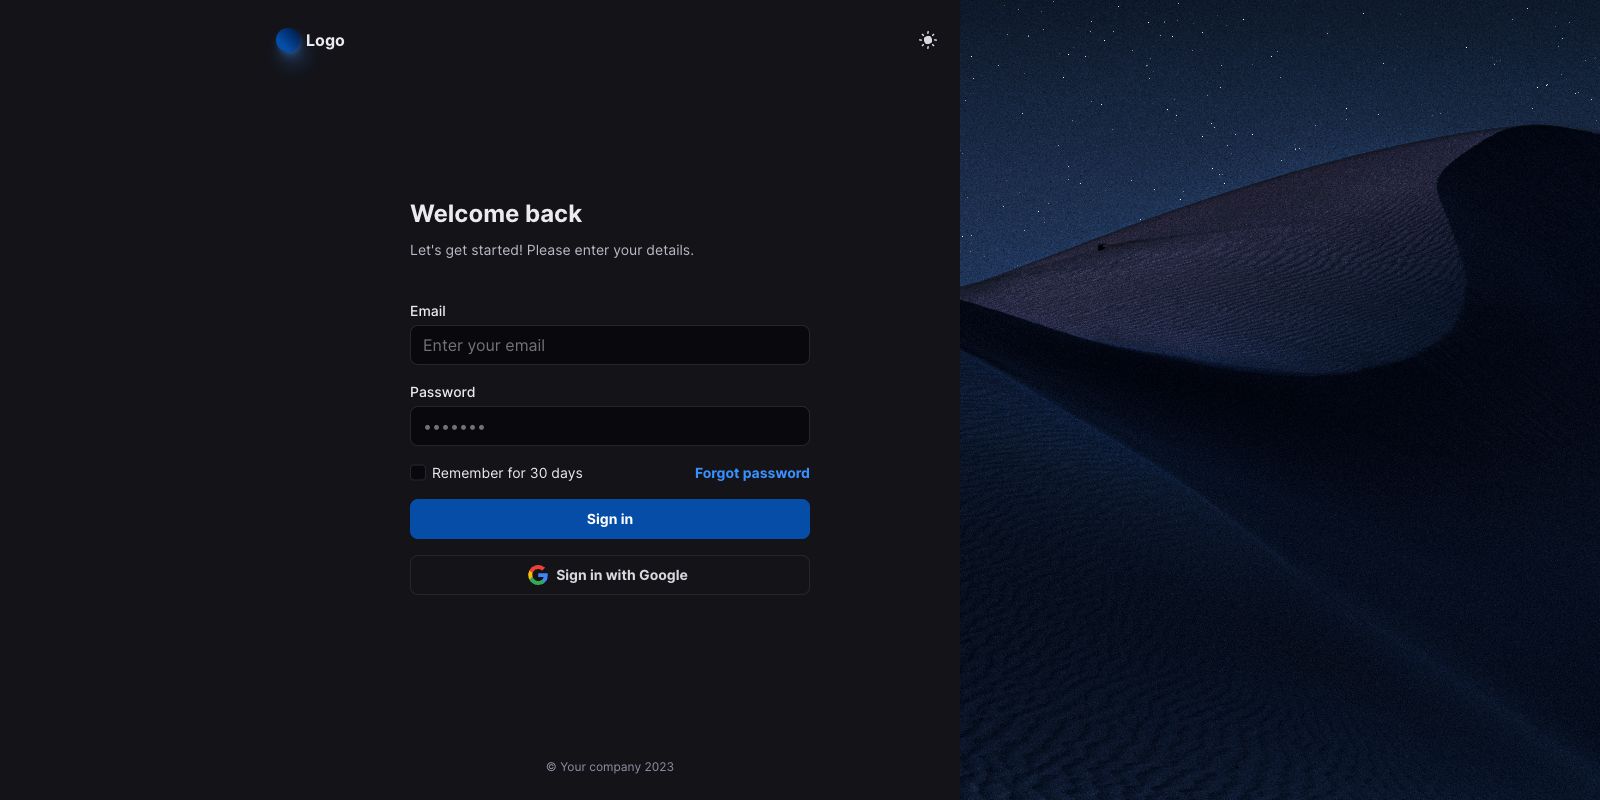 Logo
Welcome back
Let's get started! Please enter your details.
Email
Enter your email
Password
•••••••
Remember for 30 days Forgot password
Sign in
Sign in with Google
© Your company 2023